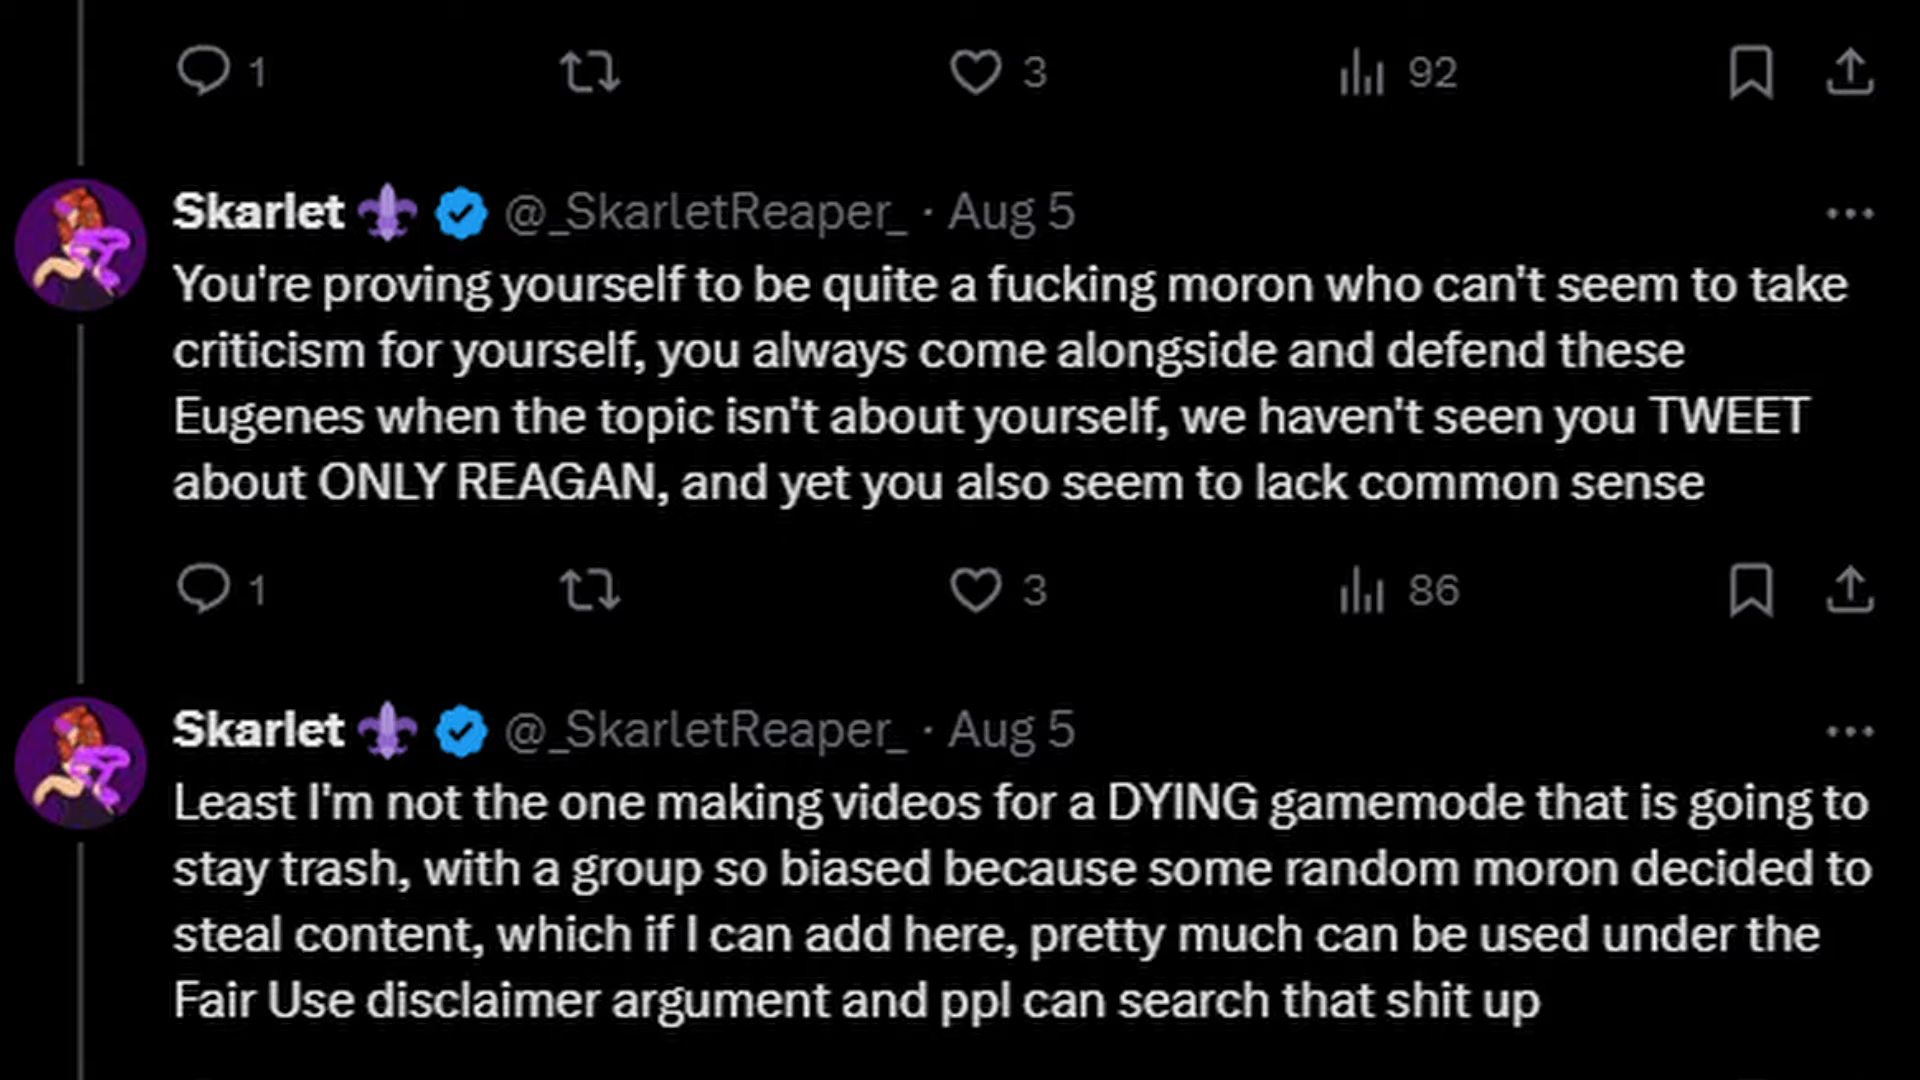 1 3 92
Skarlet @_SkarletReaper_ · Aug 5
You're proving yourself to be quite a fucking moron who can't seem to take
criticism for yourself, you always come alongside and defend these
Eugenes when the topic isn't about yourself, we haven't seen you TWEET
about ONLY REAGAN, and yet you also seem to lack common sense
1 3 86
Skarlet @_SkarletReaper_ · Aug 5
Least I'm not the one making videos for a DYING gamemode that is going to
stay trash, with a group so biased because some random moron decided to
steal content, which if I can add here, pretty much can be used under the
Fair Use disclaimer argument and ppl can search that shit up